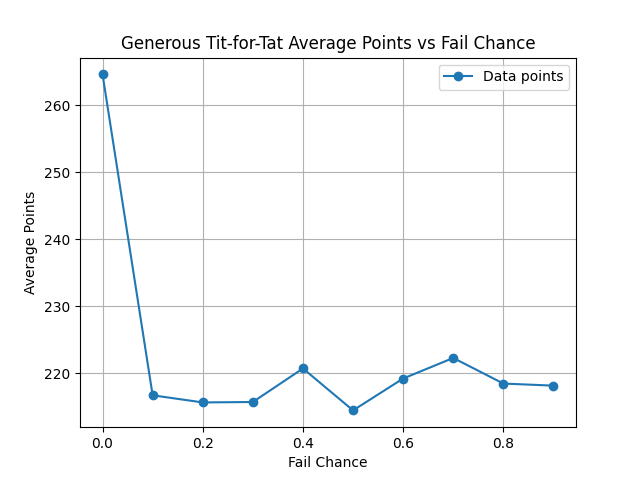 Generous Tit-for-Tat Average Points vs Fail Chance
Data points
260
250
240
230
220
Average Points
0.0 0.2 0.4 0.6 0.8
Fail Chance